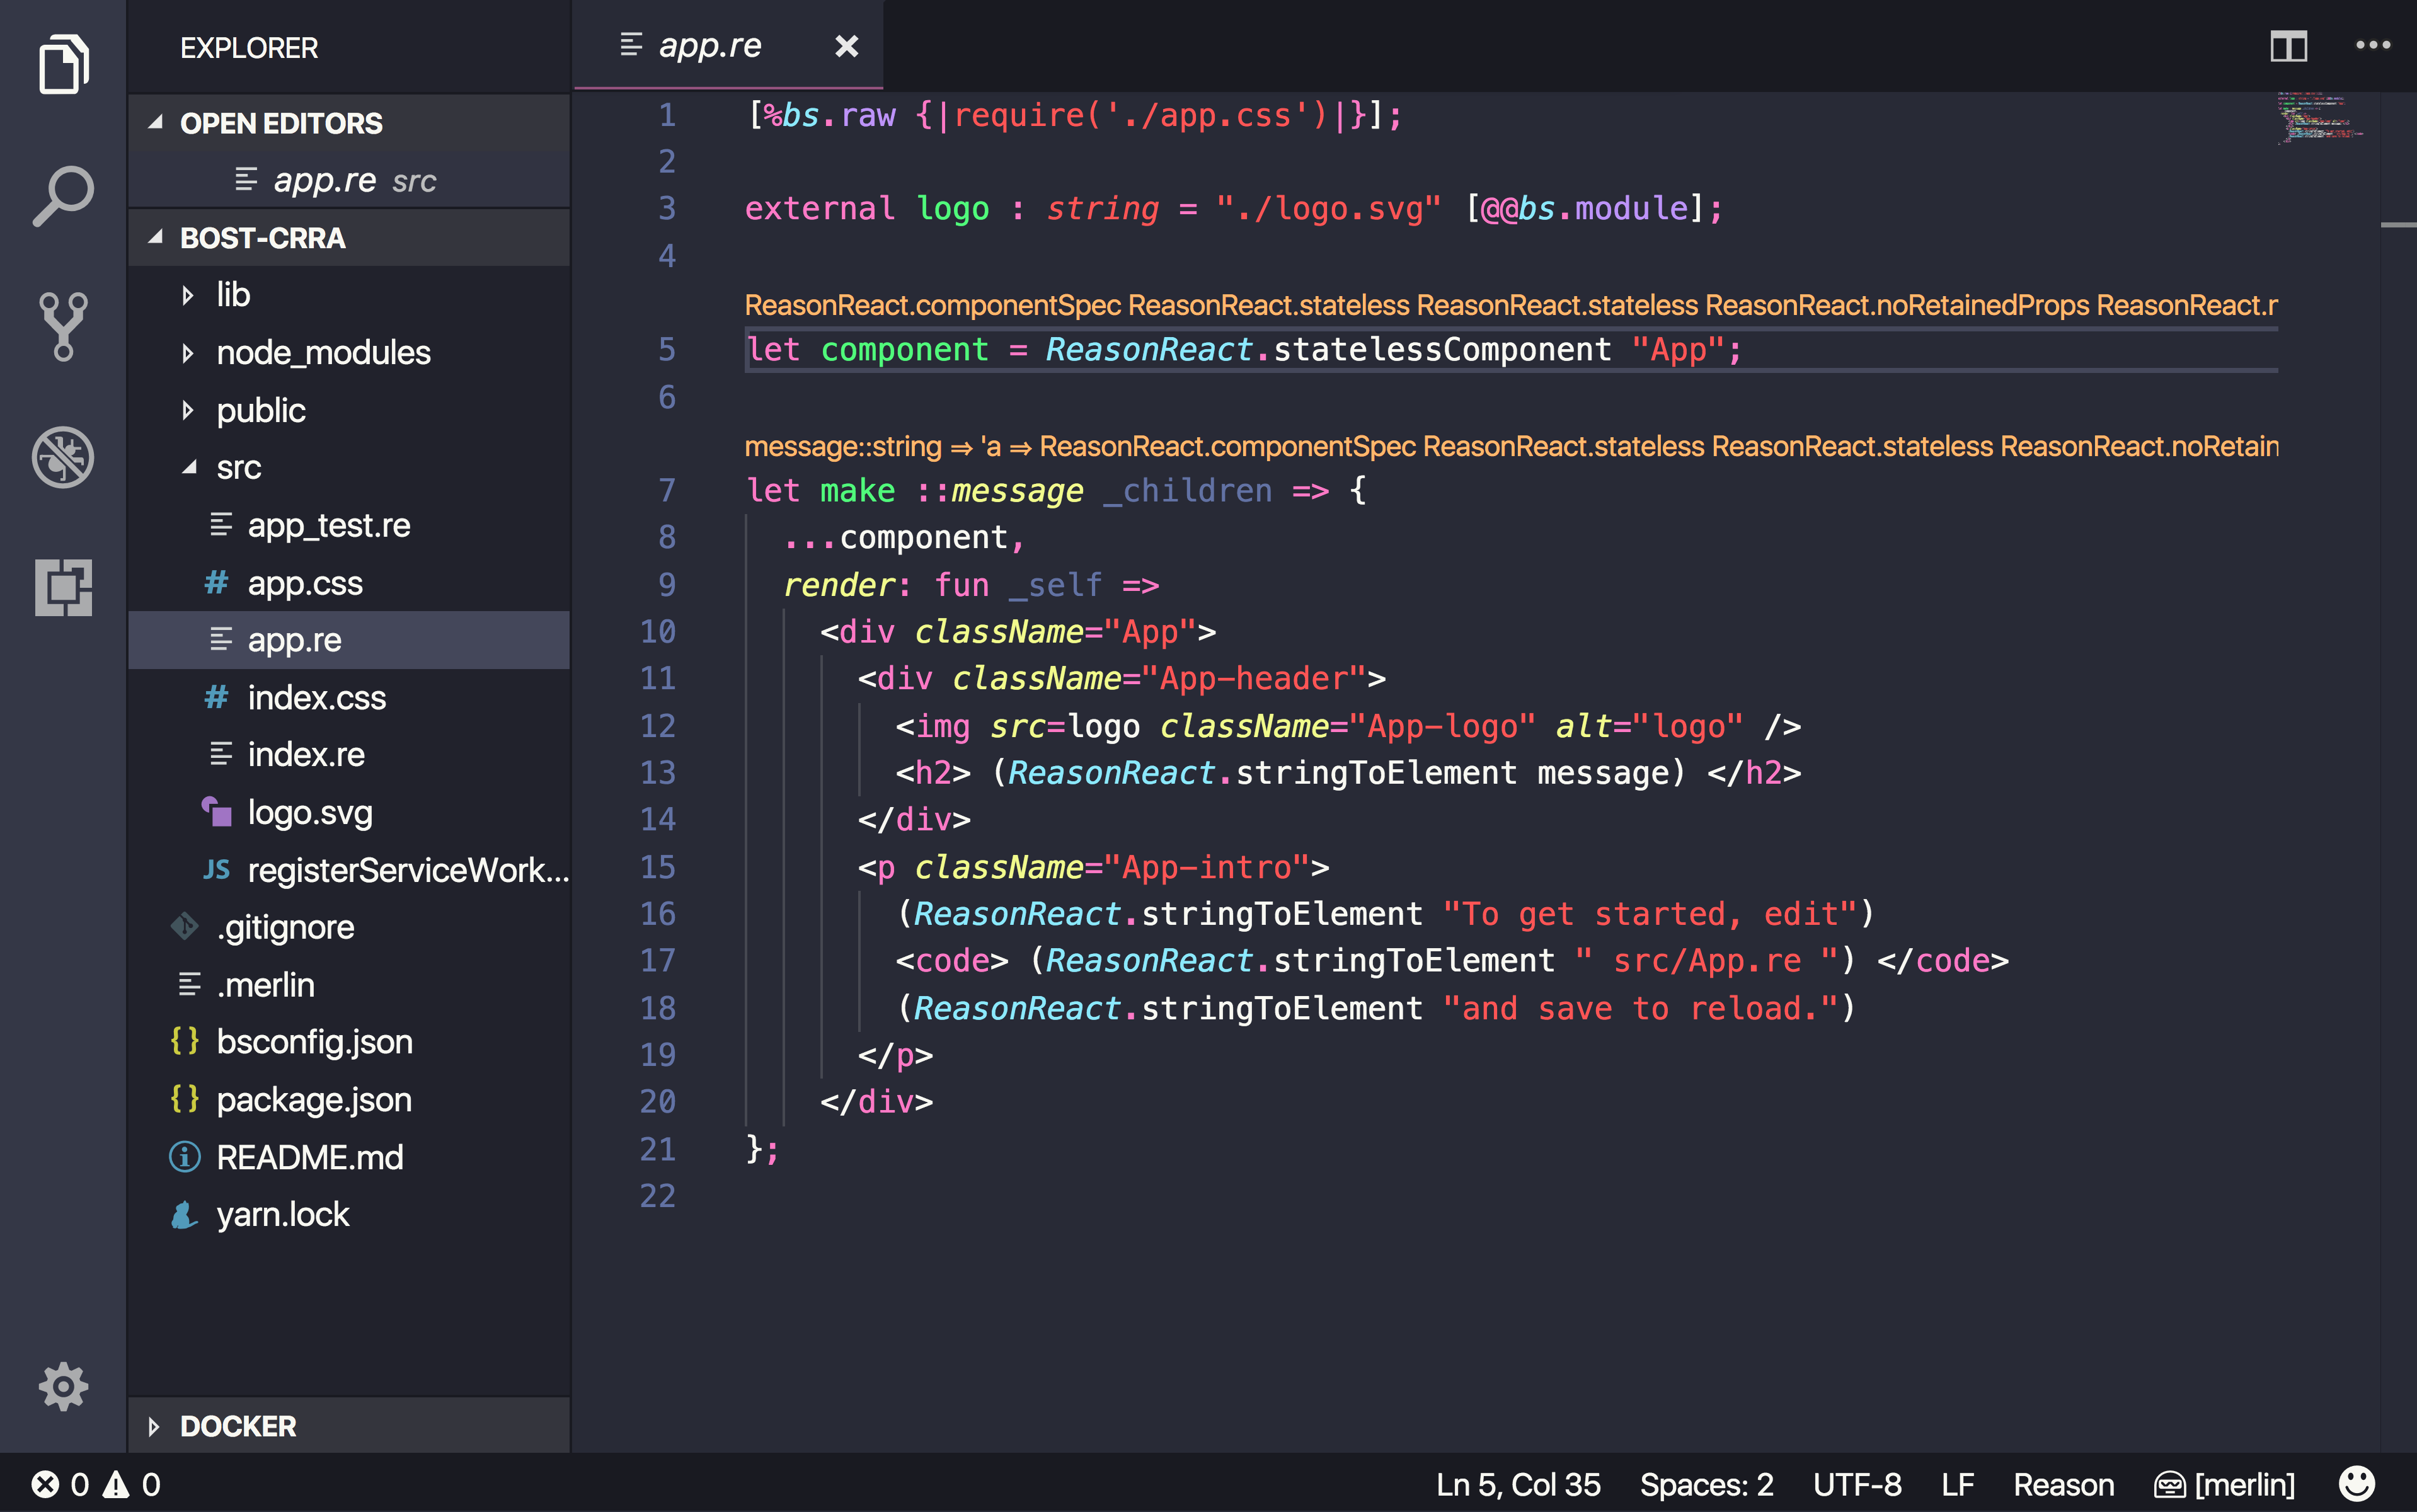 EXPLORER
OPEN EDITORS
app.re src
BOST-CRRA
lib
node_modules
public
src
app_test.re
app.css
app.re
index.css
index.re
logo.svg
JS registerServiceWork...
.gitignore
.merlin
{} bsconfig.json
{} package.json
README.md
yarn.lock
DOCKER
app.re
1 [%bs.raw {|require('./app.css')|}];
2
3 external logo : string = "./logo.svg" [@@bs.module];
4
ReasonReact.componentSpec ReasonReact.stateless ReasonReact.stateless ReasonReact.noRetainedProps ReasonReact.r
5 let component = ReasonReact.statelessComponent "App";
6
message::string => 'a => ReasonReact.componentSpec ReasonReact.stateless ReasonReact.stateless ReasonReact.noRetain
7 let make ::message _children => {
8   ...component,
9   render: fun _self =>
10     <div className="App">
11       <div className="App-header">
12         <img src=logo className="App-logo" alt="logo" />
13         <h2> (ReasonReact.stringToElement message) </h2>
14       </div>
15       <p className="App-intro">
16         (ReasonReact.stringToElement "To get started, edit")
17         <code> (ReasonReact.stringToElement " src/App.re ") </code>
18         (ReasonReact.stringToElement "and save to reload.")
19       </p>
20     </div>
21 };
22
0 0 Ln 5, Col 35 Spaces: 2 UTF-8 LF Reason [merlin]